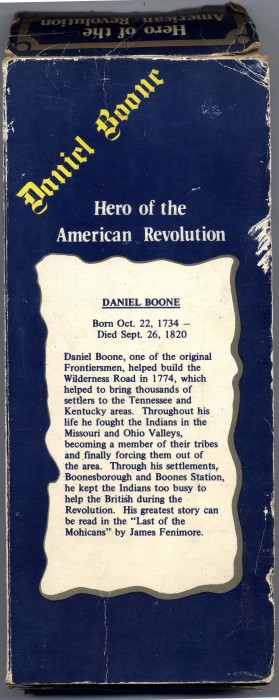 Hero of the
American Revolution
Daniel Boone
Hero of the
American Revolution
DANIEL BOONE
Born Oct. 22, 1734 –
Died Sept. 26, 1820
Daniel Boone, one of the original
Frontiersmen, helped build the
Wilderness Road in 1774, which
helped to bring thousands of
settlers to the Tennessee and
Kentucky areas. Throughout his
life he fought the Indians in the
Missouri and Ohio Valleys,
becoming a member of their tribes
and finally forcing them out of
the area. Through his settlements,
Boonesborough and Boones Station,
he kept the Indians too busy to
help the British during the
Revolution. His greatest story can
be read in the "Last of the
Mohicans" by James Fenimore.